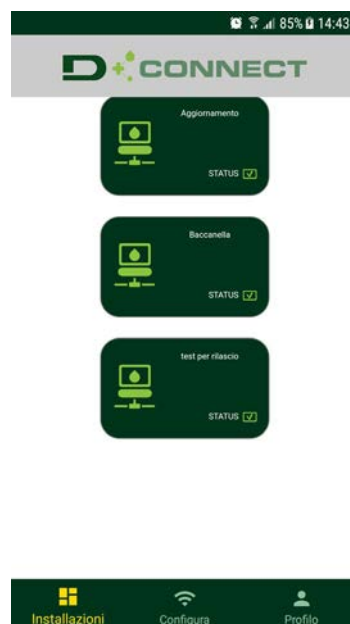 85% 14:43
D+CONNECT
Aggiornamento
STATUS
Baccanella
STATUS
test per rilascio
STATUS
Installazioni Configura Profilo